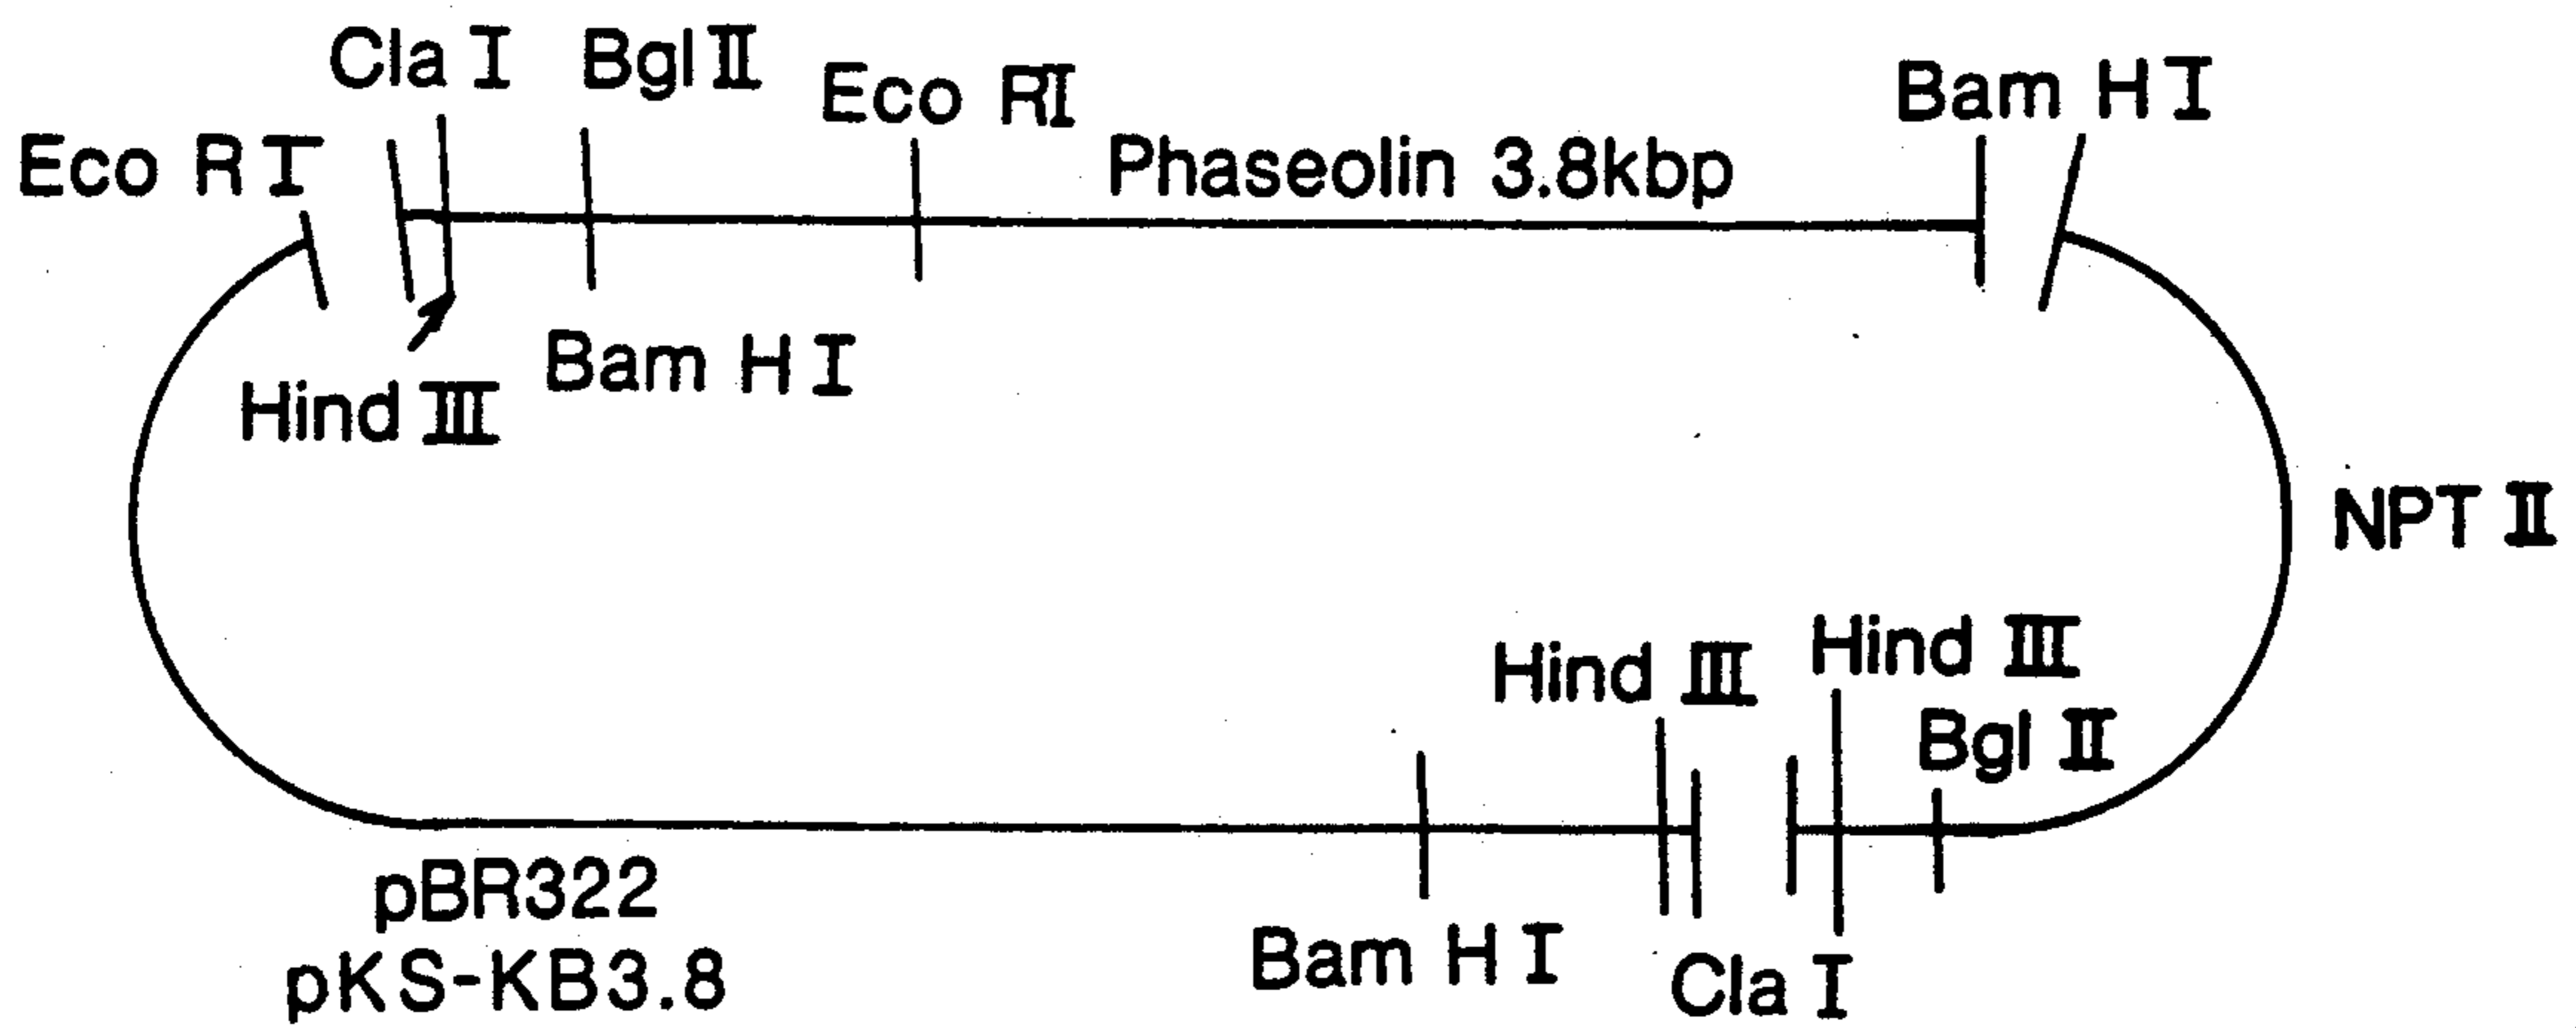 Cla I
Bgl II
Eco RI
Bam H I
Eco R I
Phaseolin 3.8kbp
Hind III
Bam H I
NPT II
Hind III
Hind III
Bgl II
pBR322
pKS-KB3.8
Bam H I
Cla I